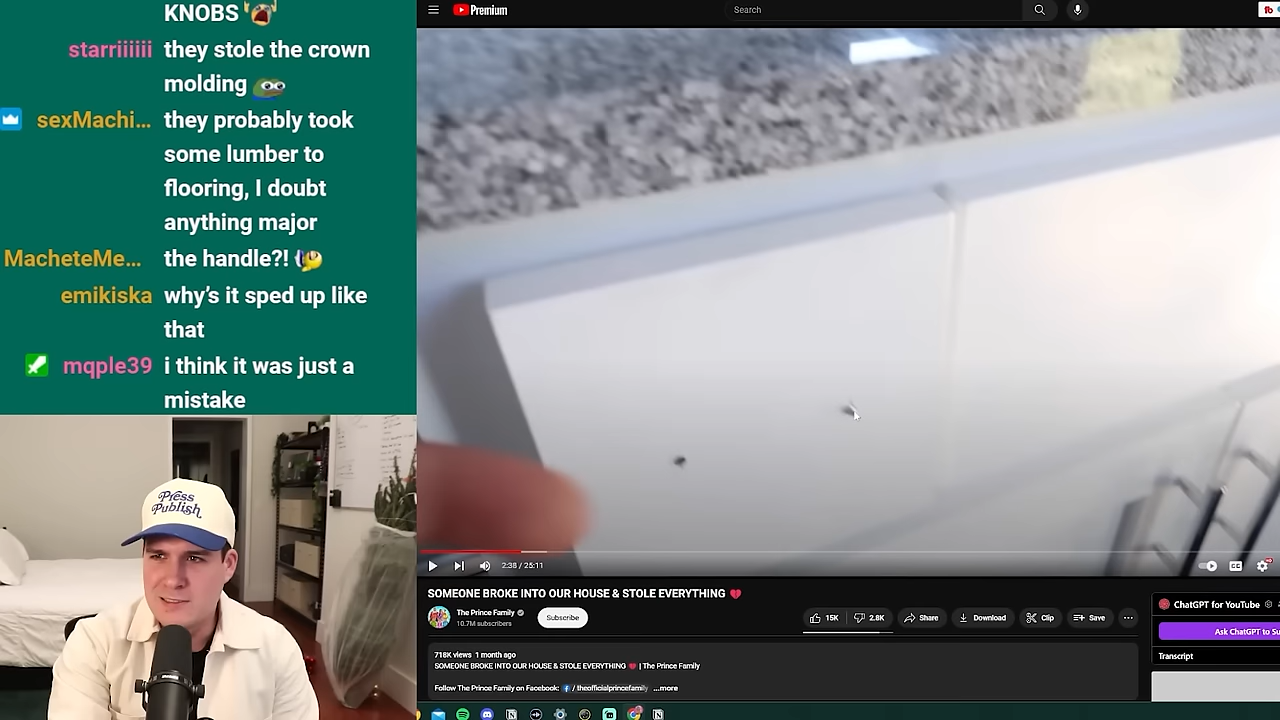 KNOBS
starriiiiii they stole the crown
molding
sexMachi... they probably took
some lumber to
flooring, I doubt
anything major
MacheteMe... the handle?!
emikiska why's it sped up like
that
mqple39 i think it was just a
mistake
Press
Publish
Premium
Search
2:38 / 25:11
CC
SOMEONE BROKE INTO OUR HOUSE & STOLE EVERYTHING
The Prince Family
10.7M subscribers
Subscribe
15K
2.8K
Share
Download
Clip
Save
718K views 1 month ago
SOMEONE BROKE INTO OUR HOUSE & STOLE EVERYTHING | The Prince Family
Follow The Prince Family on Facebook: / theofficialprincefamily ...more
ChatGPT for YouTube
Ask ChatGPT to Su
Transcript